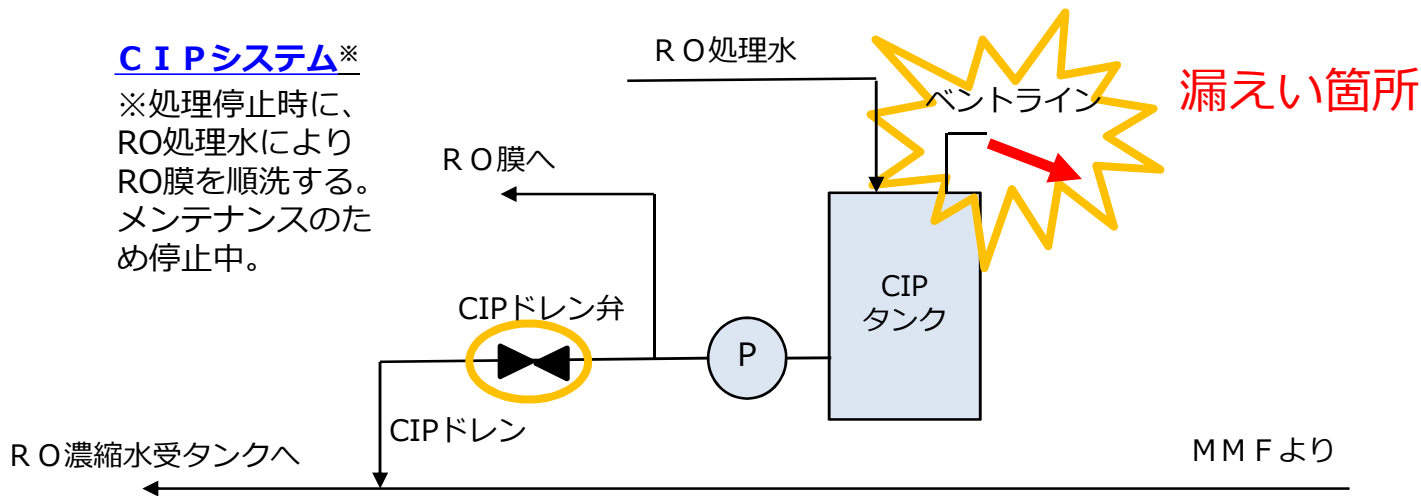 ＣＩＰシステム※
※処理停止時に、
RO処理水により
RO膜を順洗する。
メンテナンスのた
め停止中。
ＲＯ処理水
ベントライン
漏えい箇所
ＲＯ膜へ
CIP
タンク
CIPドレン弁
P
CIPドレン
ＲＯ濃縮水受タンクへ
ＭＭＦより